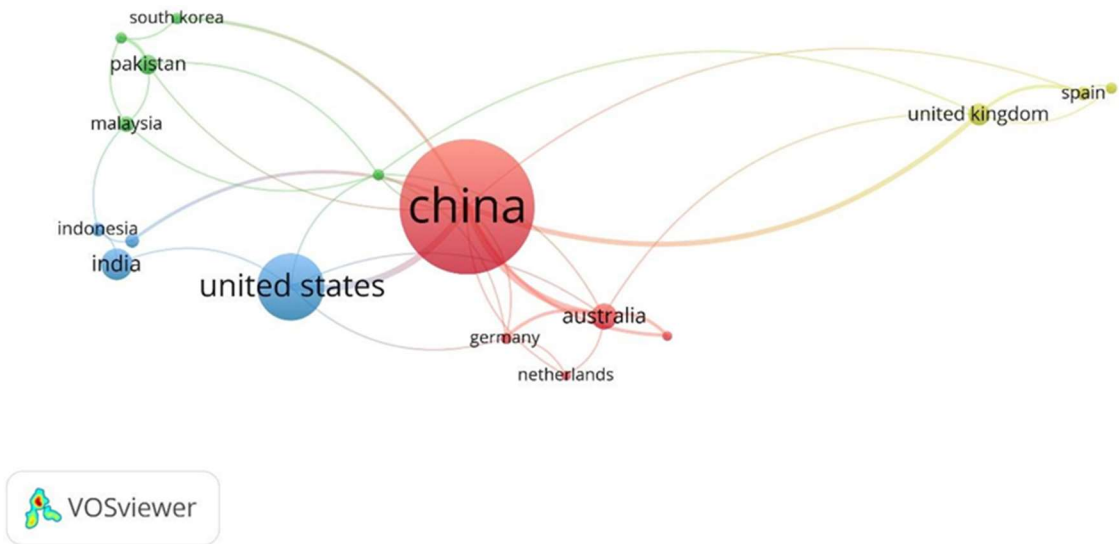 south korea
pakistan
malaysia
spain
united kingdom
china
indonesia
india
united states
australia
germany
netherlands
VOSviewer